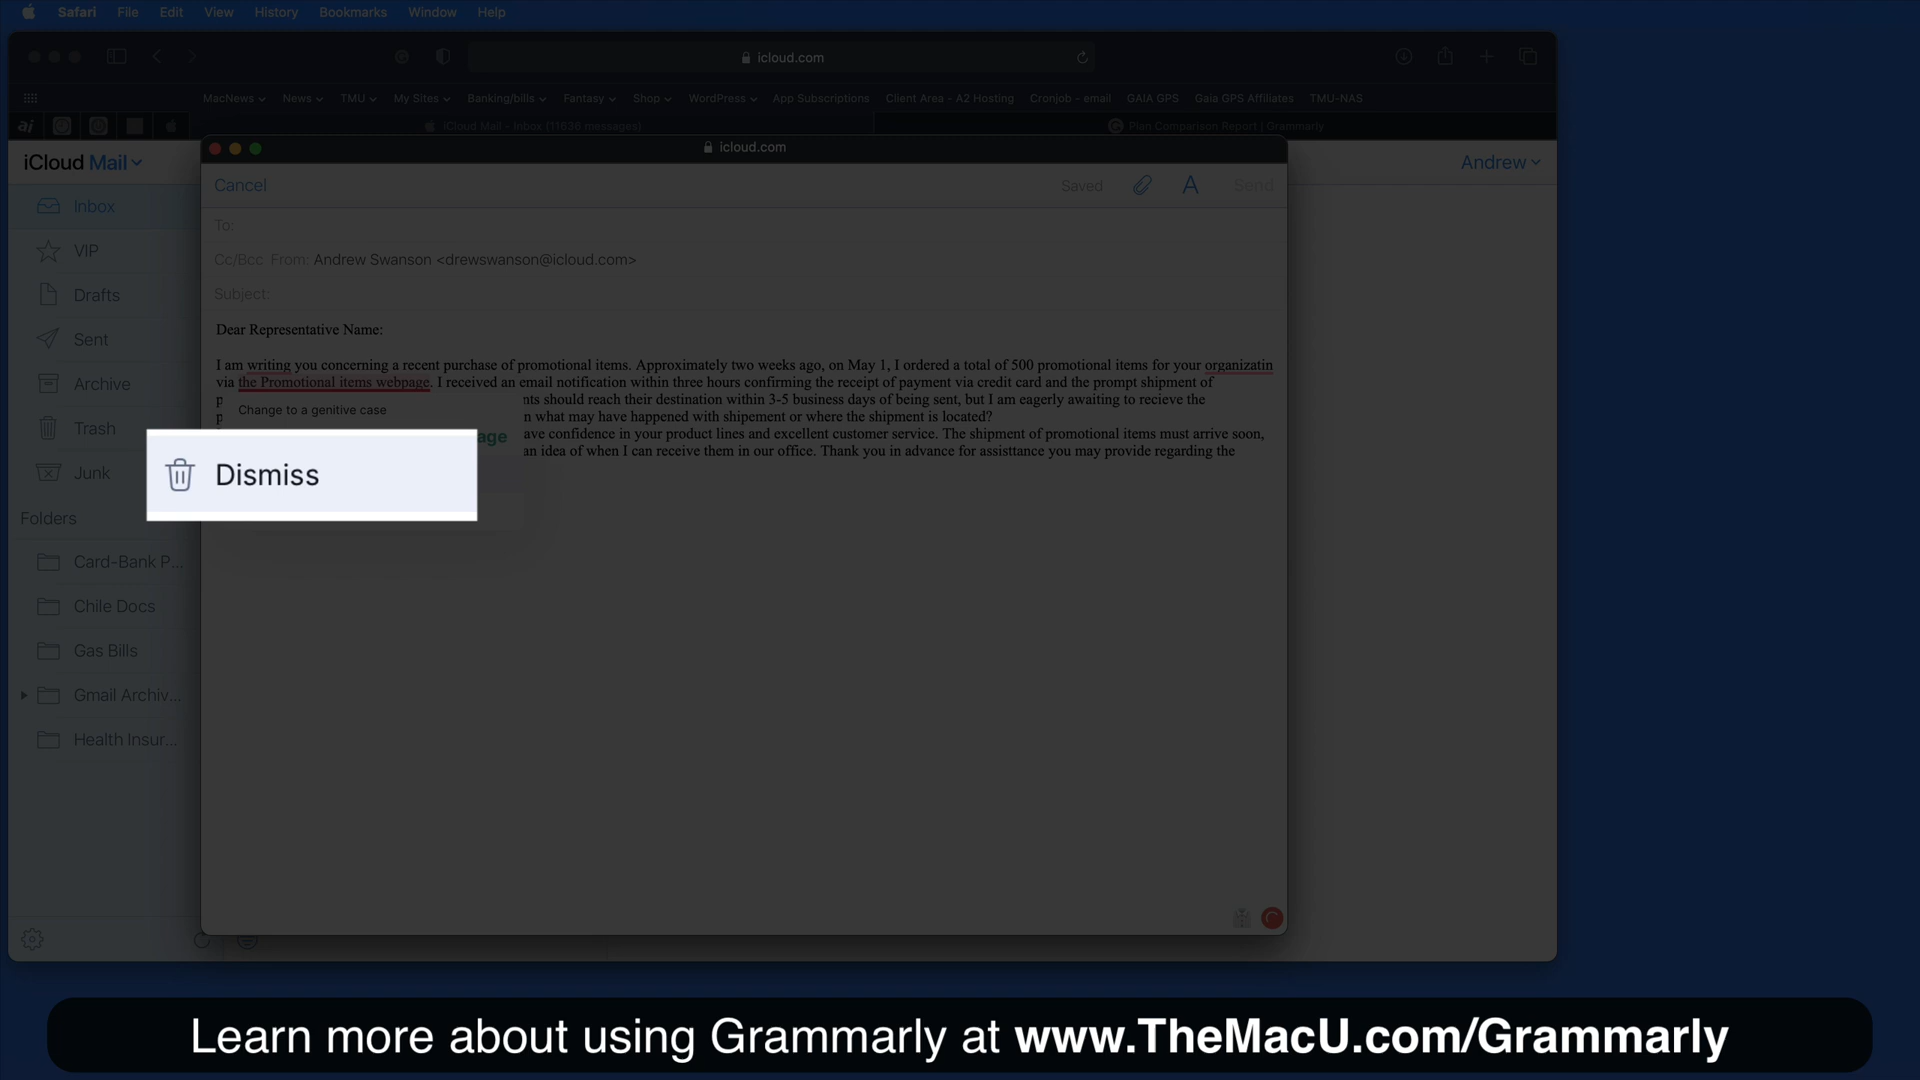 Safari File Edit View History Bookmarks Window Help
icloud.com
MacNews News TMU My Sites Banking/bills Fantasy Shop WordPress App Subscriptions Client Area - A2 Hosting Cronjob - email GAIA GPS Gaia GPS Affiliates TMU-NAS
ai iCloud Mail - Inbox (11636 messages) Plan Comparison Report | Grammarly
icloud.com
iCloud Mail Andrew
Cancel Saved A Send
Inbox
To:
VIP
Cc/Bcc From: Andrew Swanson <drewswanson@icloud.com>
Drafts
Subject:
Dear Representative Name:
Sent
I am writing you concerning a recent purchase of promotional items. Approximately two weeks ago, on May 1, I ordered a total of 500 promotional items for your organizatin
via the Promotional items webpage. I received an email notification within three hours confirming the receipt of payment via credit card and the prompt shipment of
Archive
p nts should reach their destination within 3-5 business days of being sent, but I am eagerly awaiting to recieve the
Change to a genitive case
p n what may have happened with shipement or where the shipment is located?
Trash
age ave confidence in your product lines and excellent customer service. The shipment of promotional items must arrive soon,
an idea of when I can receive them in our office. Thank you in advance for assisttance you may provide regarding the
Junk
Dismiss
Folders
Card-Bank P...
Chile Docs
Gas Bills
Gmail Archiv...
Health Insur...
Learn more about using Grammarly at www.TheMacU.com/Grammarly